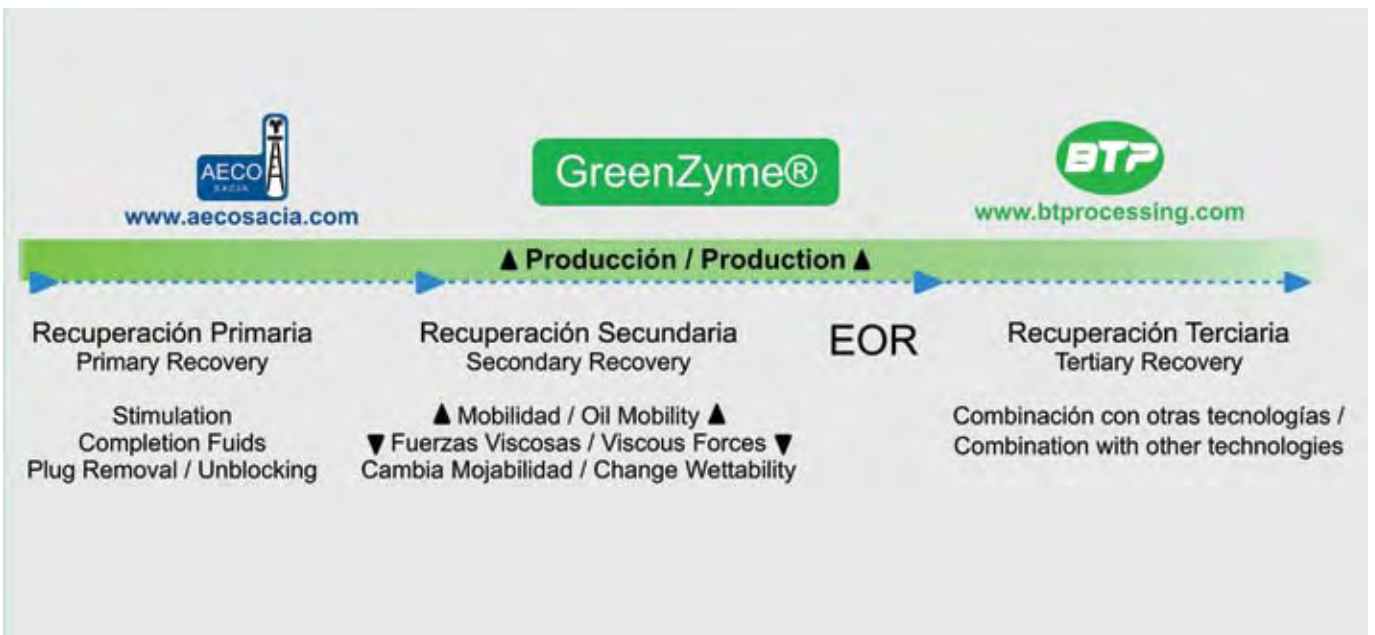 AECO
SACIA
www.aecosacia.com
GreenZyme®
BTP
www.btprocessing.com
▲ Producción / Production ▲
Recuperación Primaria
Primary Recovery
Stimulation
Completion Fuids
Plug Removal / Unblocking
Recuperación Secundaria
Secondary Recovery
▲ Mobilidad / Oil Mobility ▲
▼ Fuerzas Viscosas / Viscous Forces ▼
Cambia Mojabilidad / Change Wettability
EOR
Recuperación Terciaria
Tertiary Recovery
Combinación con otras tecnologías /
Combination with other technologies